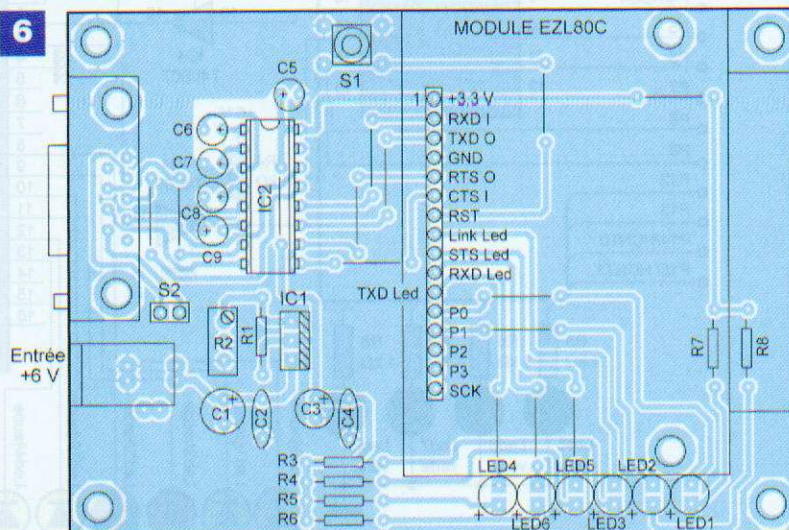 6
MODULE EZL80C
S1
C5
C6
C7
C8
C9
IC2
1
+3,3 V
RXD I
TXD O
GND
RTS O
CTS I
RST
Link Led
STS Led
RXD Led
TXD Led
P0
P1
P2
P3
SCK
S2
R2
R1
IC1
Entrée
+6 V
C1
C2
C3
C4
R7
R8
R3
R4
R5
R6
LED4
LED5
LED2
LED6
LED3
LED1